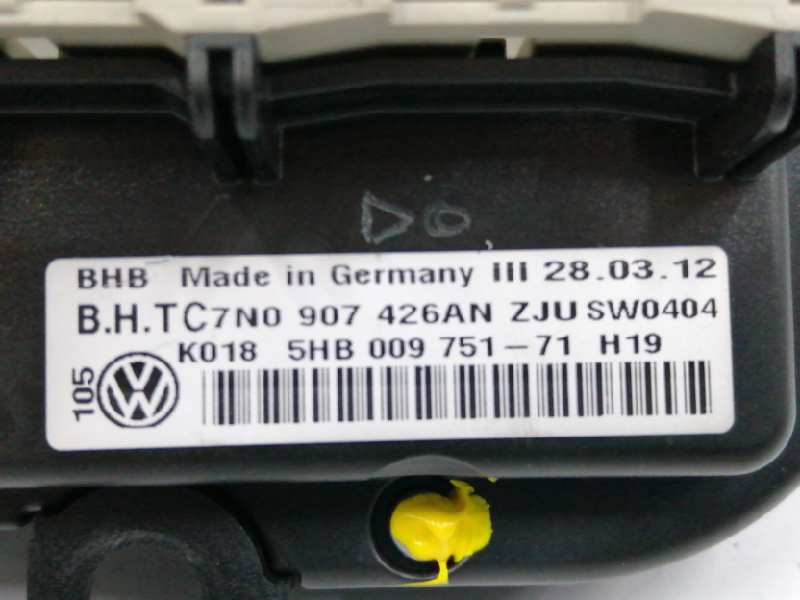 BHB Made in Germany III 28.03.12
B.H.TC7N0 907 426AN ZJU SW0404
K018 5HB 009 751-71 H19
105
VW